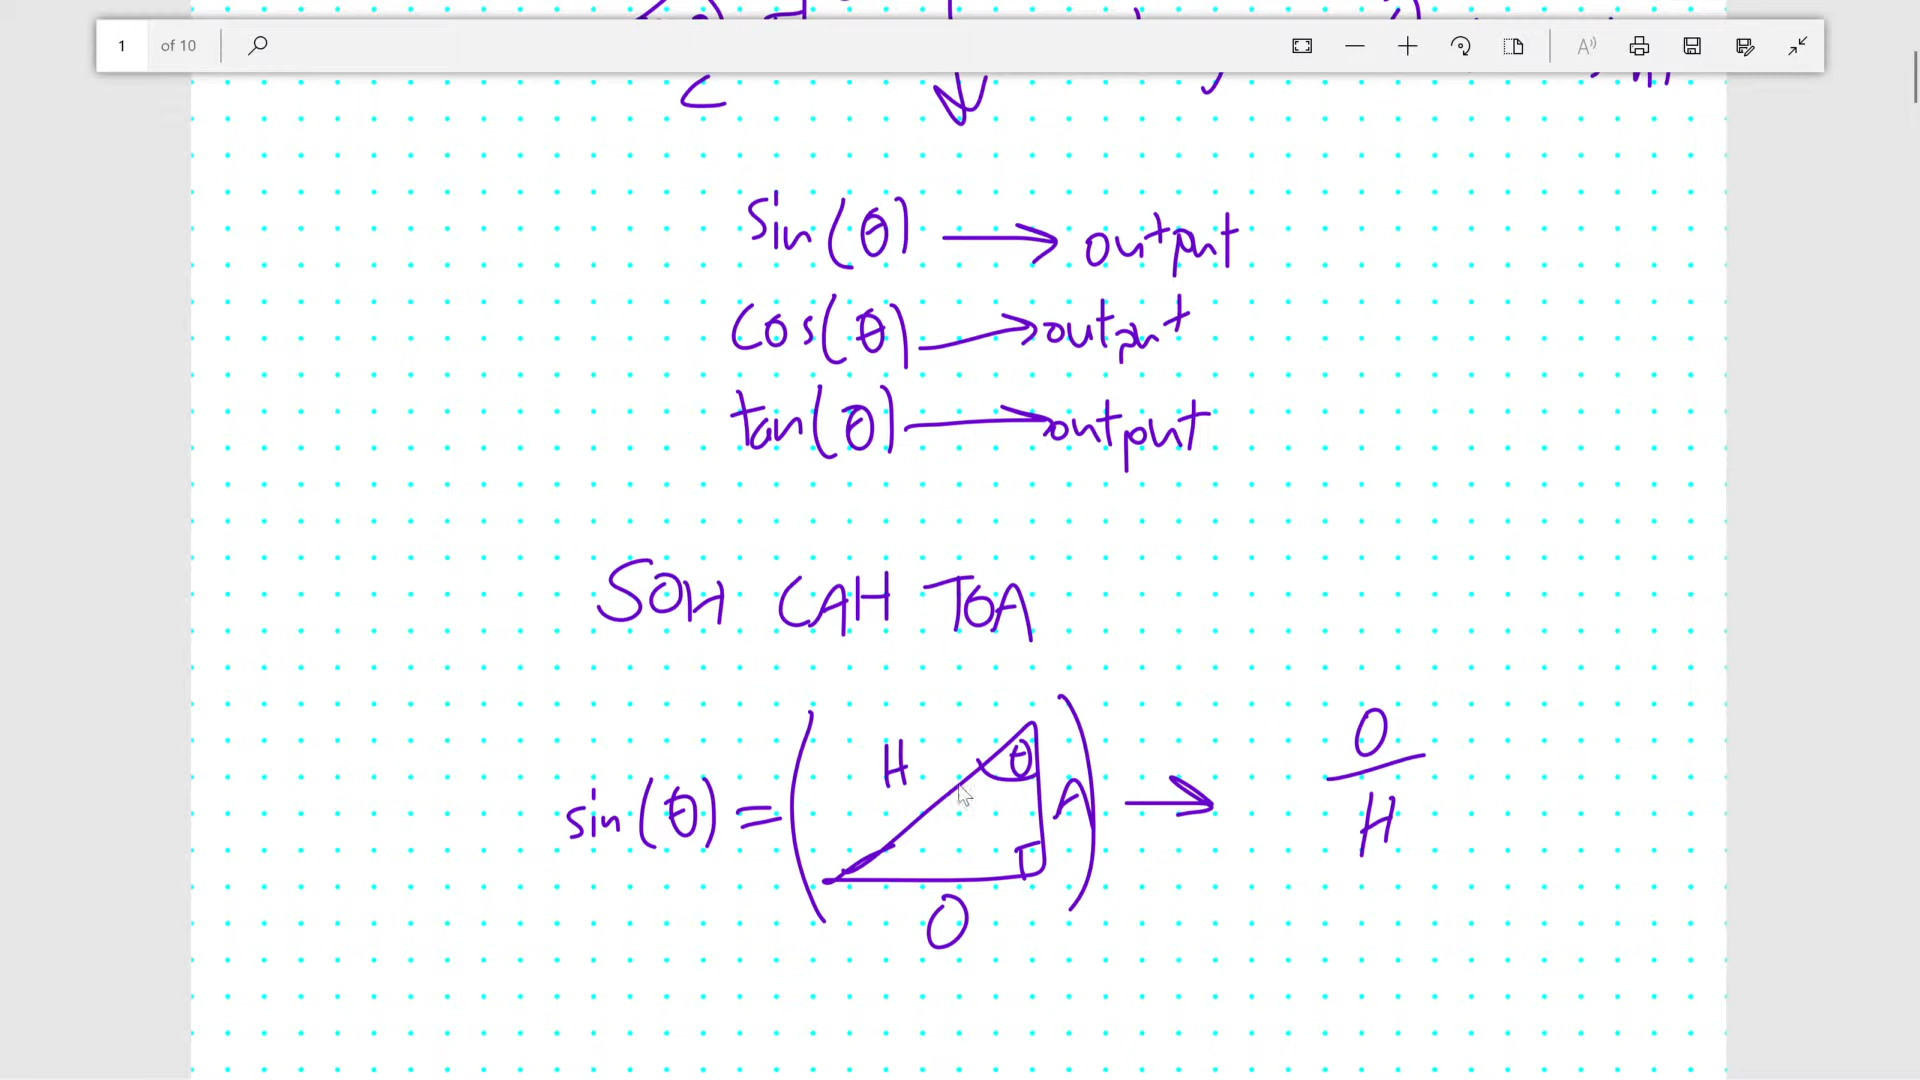 1 of 10
sin(θ) → output
cos(θ) → output
tan(θ) → output
SOH CAH TOA
sin(θ) = ( H θ A O ) → O/H